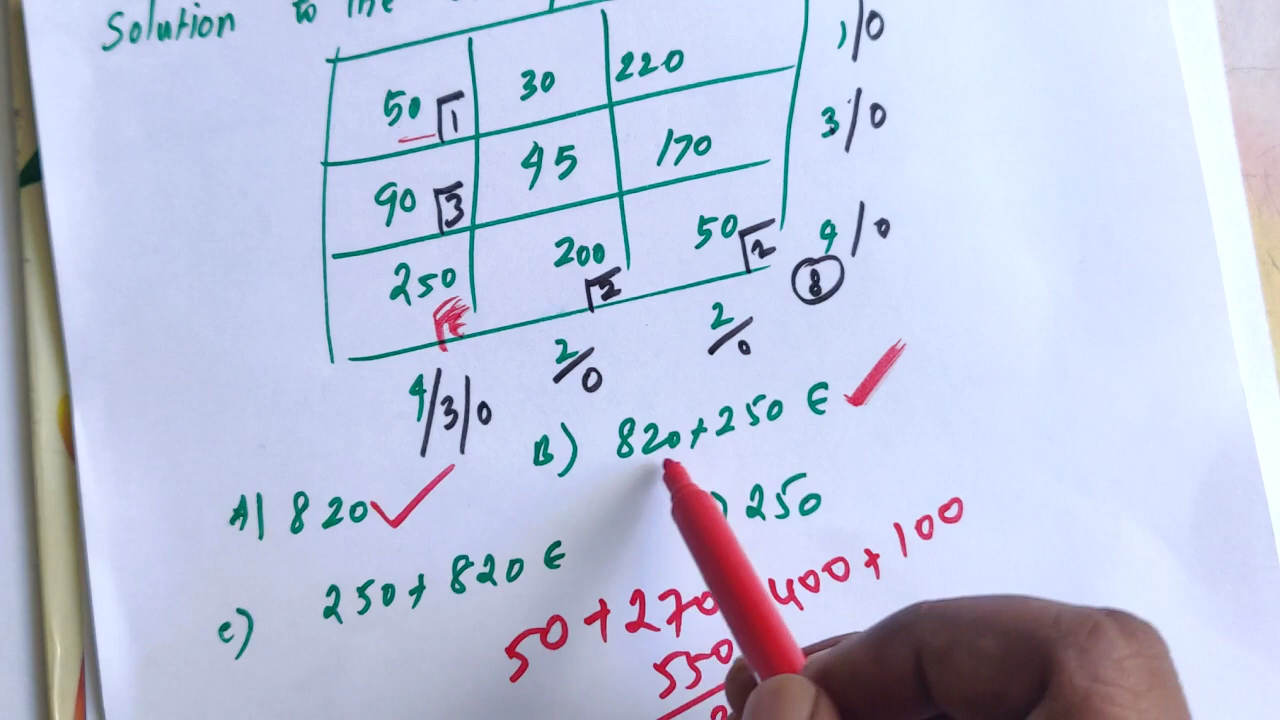 Solution to the
50 1 30 220 1/0
90 3 45 170 3/0
250 200 2 50 2 4/0
8
4/3/0 2/0 2/0
B) 820+250 ϵ
A) 820 250
c) 250+820 ϵ
50+270 400+100
550